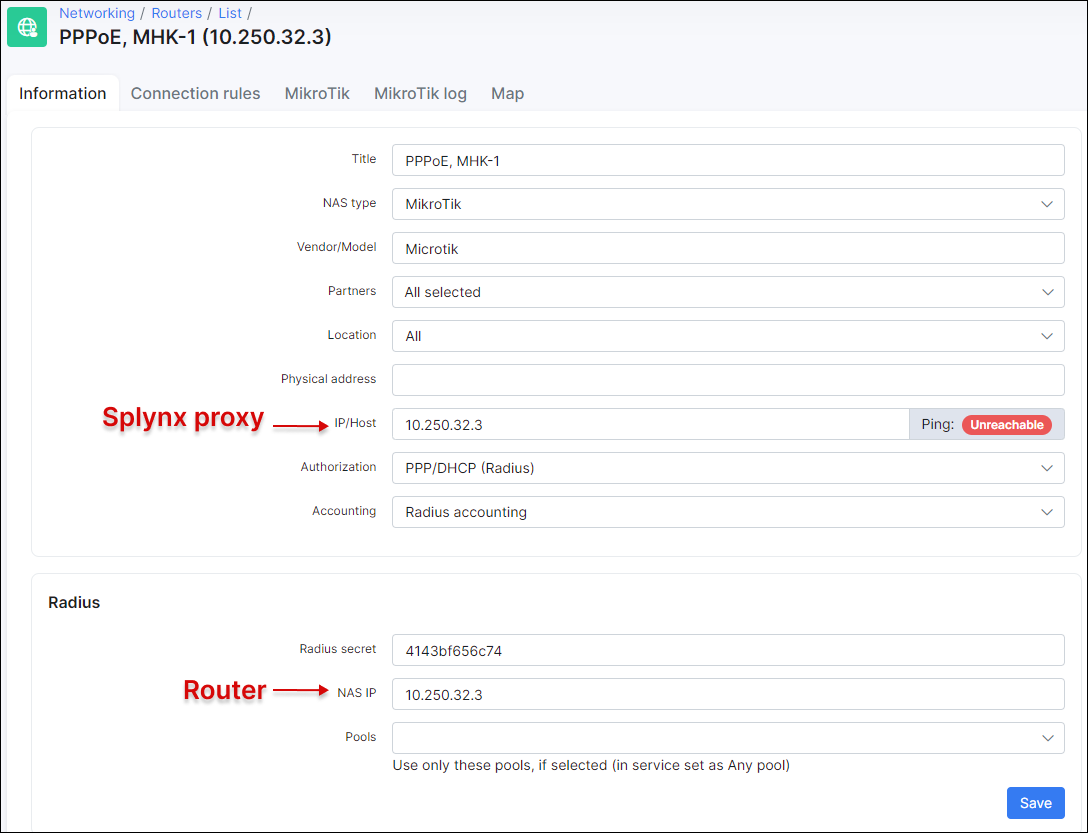 Networking / Routers / List /
PPPoE, MHK-1 (10.250.32.3)
Information Connection rules MikroTik MikroTik log Map
Title PPPoE, MHK-1
NAS type MikroTik
Vendor/Model Microtik
Partners All selected
Location All
Physical address
Splynx proxy IP/Host 10.250.32.3 Ping: Unreachable
Authorization PPP/DHCP (Radius)
Accounting Radius accounting
Radius
Radius secret 4143bf656c74
Router NAS IP 10.250.32.3
Pools
Use only these pools, if selected (in service set as Any pool)
Save